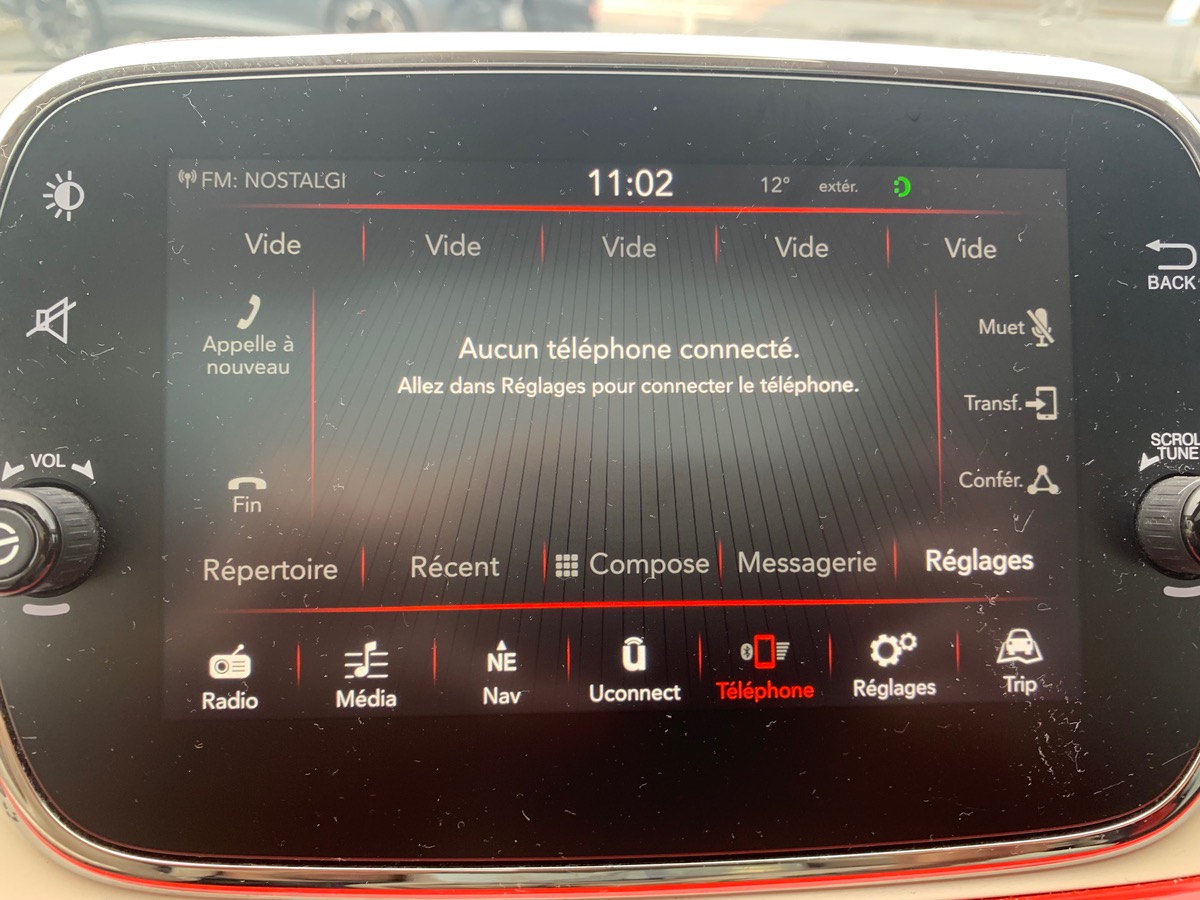 FM: NOSTALGI 11:02 12° extér.
Vide Vide Vide Vide Vide
BACK
Appelle à
nouveau
Muet
Aucun téléphone connecté.
Allez dans Réglages pour connecter le téléphone.
Transf.
VOL
SCROL
TUNE
Fin
Confér.
Répertoire Récent Compose Messagerie Réglages
NE
Radio Média Nav Uconnect Téléphone Réglages Trip